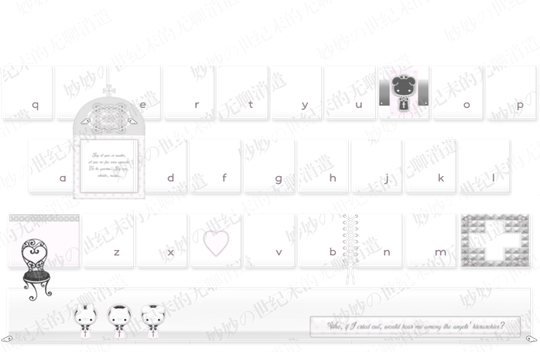 妙妙の世纪末的无聊消遣
q e r t y u o p
a d f g h j k l
z x v b n m
"Who, if I cried out, would hear me among the angels' hierarchies?